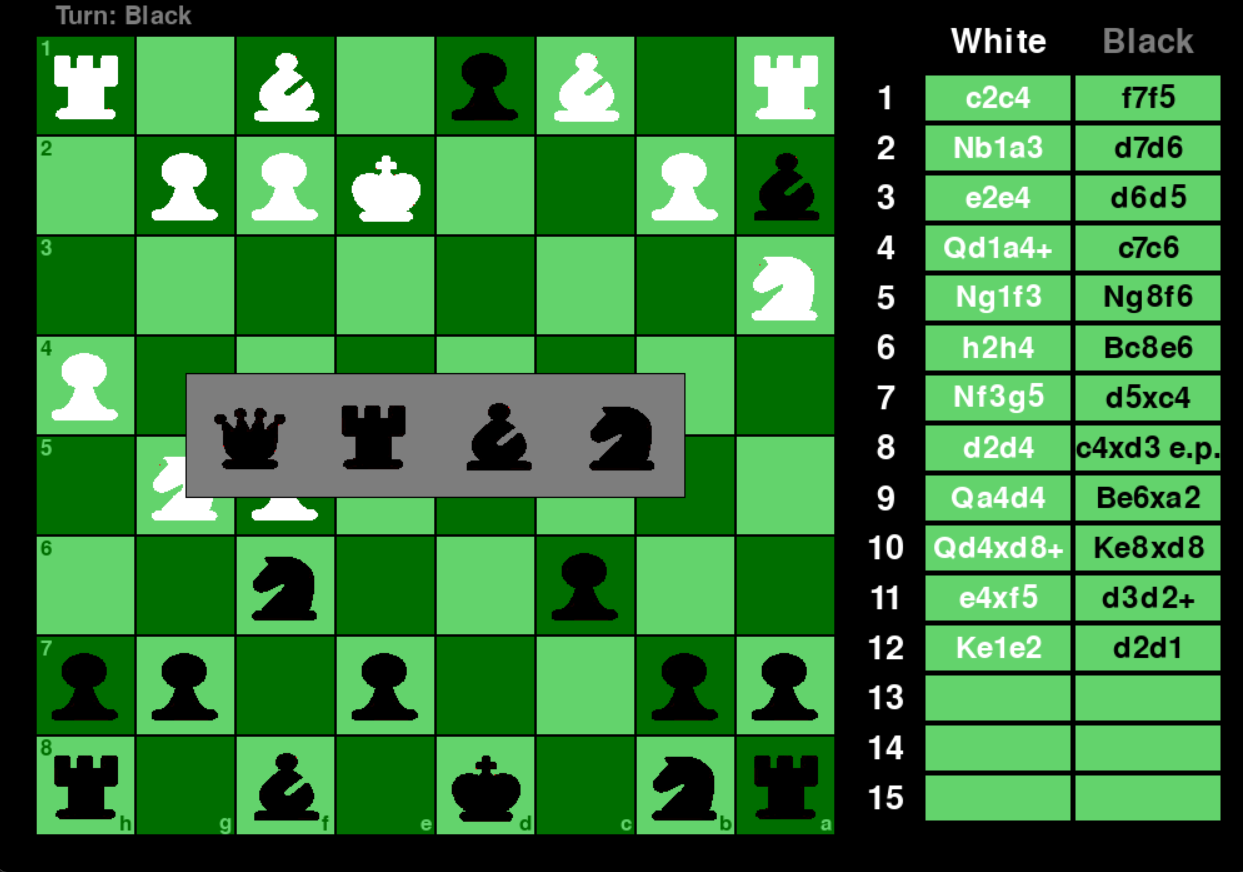 Turn: Black
White Black
1 c2c4 f7f5
2 Nb1a3 d7d6
3 e2e4 d6d5
4 Qd1a4+ c7c6
5 Ng1f3 Ng8f6
6 h2h4 Bc8e6
7 Nf3g5 d5xc4
8 d2d4 c4xd3 e.p.
9 Qa4d4 Be6xa2
10 Qd4xd8+ Ke8xd8
11 e4xf5 d3d2+
12 Ke1e2 d2d1
13
14
15
1
2
3
4
5
6
7
8
h g f e d c b a